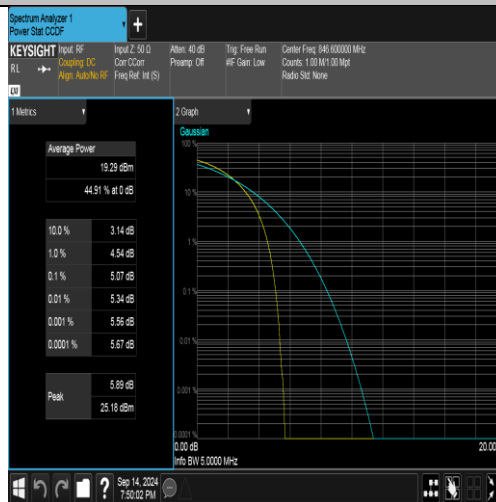 Spectrum Analyzer 1
Power Stat CCDF
+
KEYSIGHT
RL
LXI
Input: RF
Coupling: DC
Align: Auto/No RF
Input Z: 50 Ω
Corr CCorr
Freq Ref: Int (S)
Atten: 40 dB
Preamp: Off
Trig: Free Run
#IF Gain: Low
Center Freq: 846.600000 MHz
Counts: 1.00 M/1.00 Mpt
Radio Std: None
1 Metrics
Average Power
19.29 dBm
44.91 % at 0 dB
10.0 % 3.14 dB
1.0 % 4.54 dB
0.1 % 5.07 dB
0.01 % 5.34 dB
0.001 % 5.56 dB
0.0001 % 5.67 dB
Peak
5.89 dB
25.18 dBm
2 Graph
Gaussian
100 %
10 %
1 %
0.1 %
0.01 %
0.001 %
0.0001 %
0.00 dB
20.00
Info BW 5.0000 MHz
?
Sep 14, 2024
7:50:02 PM